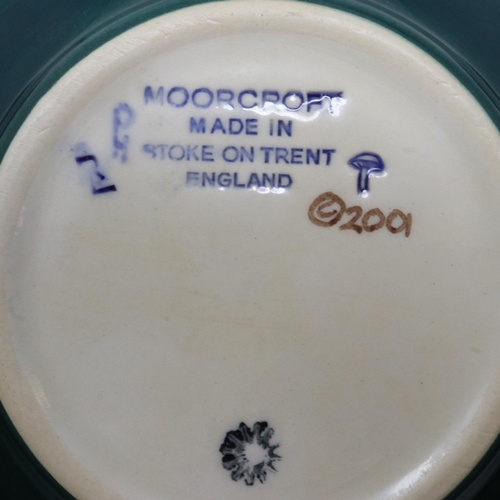 MOORCROFT
MADE IN
STOKE ON TRENT
ENGLAND
©2001